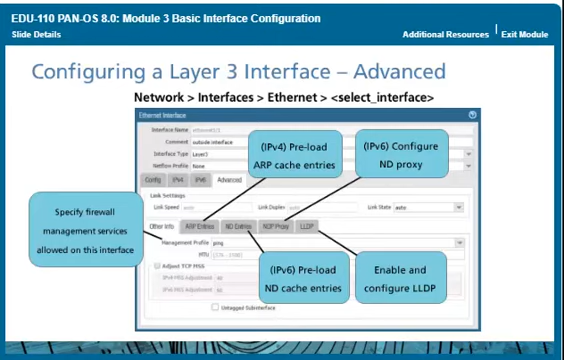 EDU-110 PAN-OS 8.0: Module 3 Basic Interface Configuration
Slide Details
Additional Resources
Exit Module
Configuring a Layer 3 Interface – Advanced
Network > Interfaces > Ethernet > <select_interface>
Ethernet Interface
Interface Name
Comment outside interface
Interface Type Layer3
Netflow Profile None
(IPv4) Pre-load
ARP cache entries
(IPv6) Configure
ND proxy
Config IPv4 IPv6 Advanced
Link Settings
Link Speed auto Link Duplex auto Link State auto
Specify firewall
management services
allowed on this interface
Other Info ARP Entries ND Entries NDP Proxy LLDP
Management Profile ping
MTU
Adjust TCP MSS
IPv4 MSS Adjustment 40
IPv6 MSS Adjustment 60
(IPv6) Pre-load
ND cache entries
Enable and
configure LLDP
Untagged Subinterface